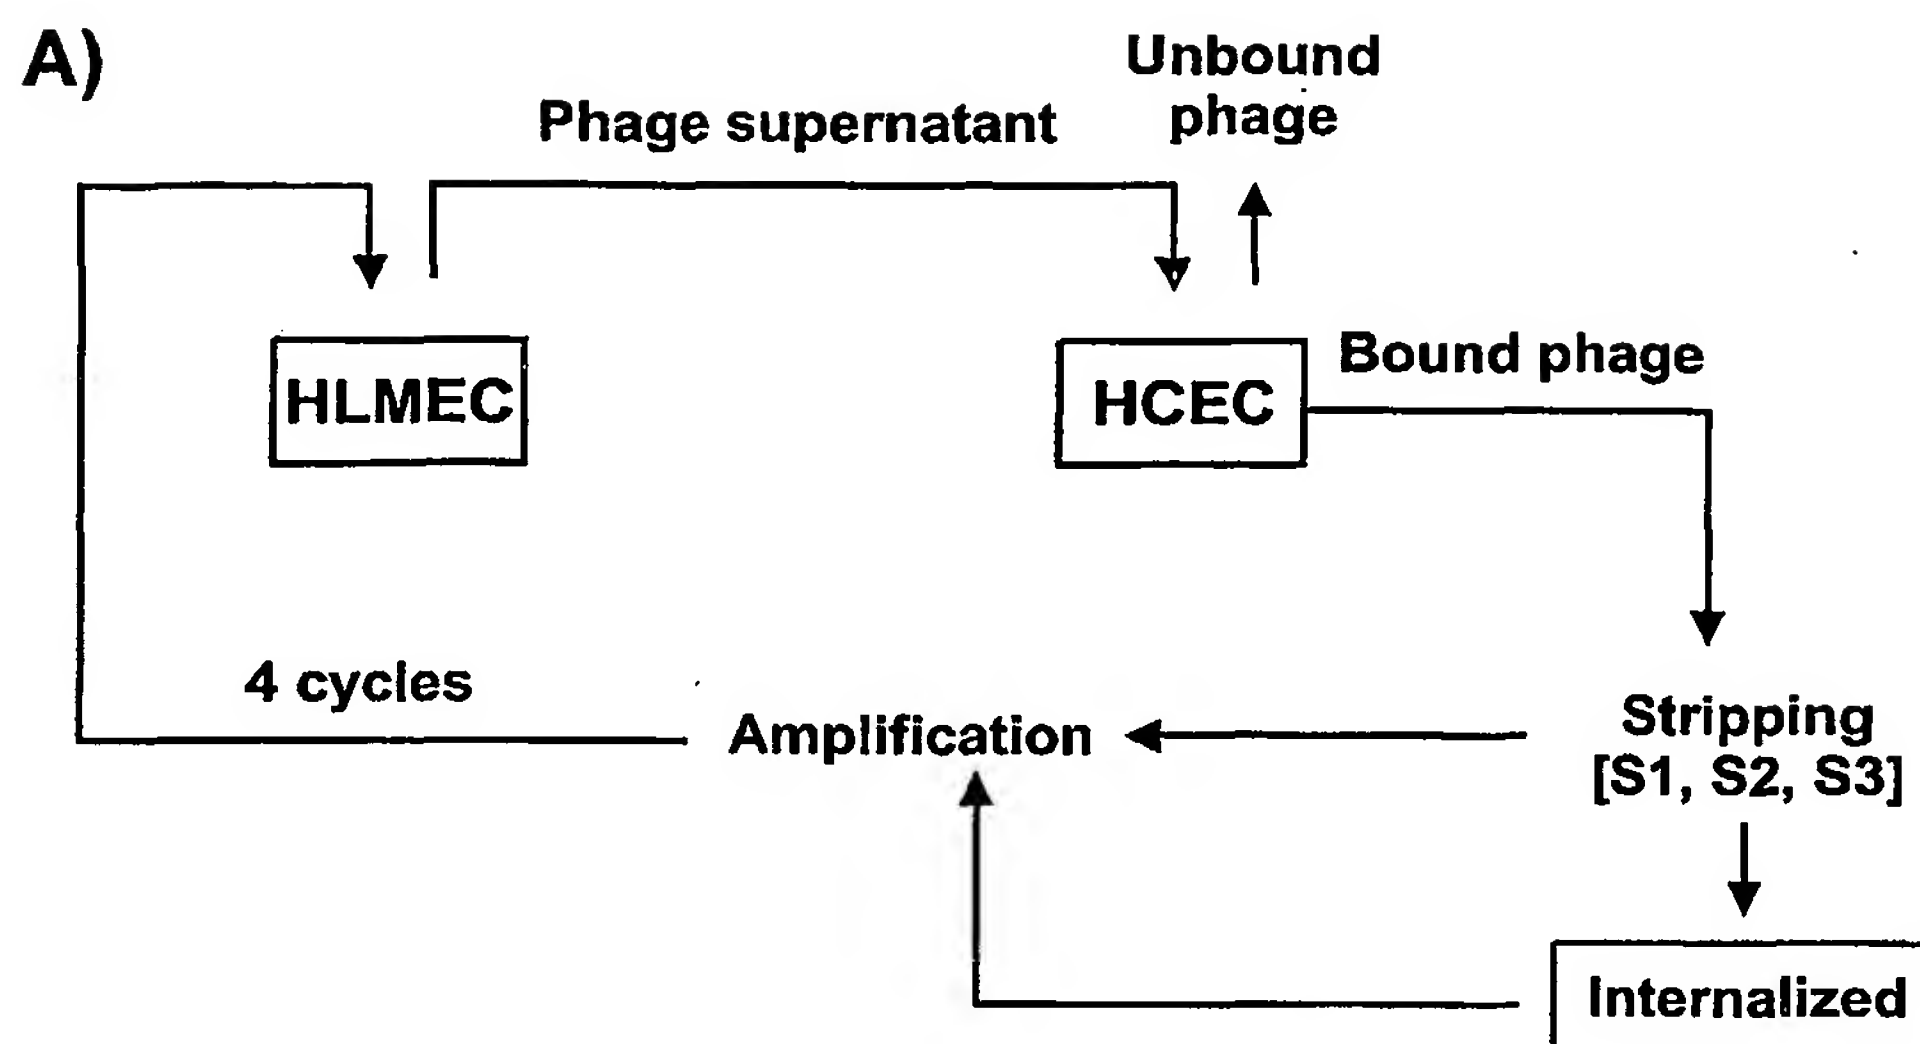 A)
Unbound
phage
Phage supernatant
HLMEC
HCEC
Bound phage
4 cycles
Amplification
Stripping
[S1, S2, S3]
Internalized